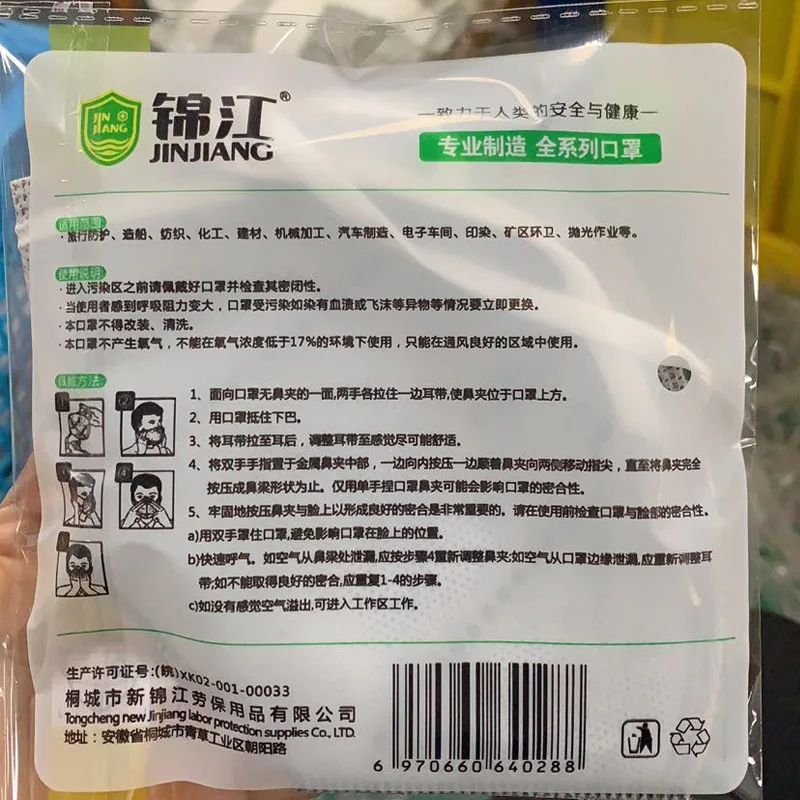 JIN
JIANG
锦江®
JINJIANG
—致力于人类的安全与健康—
专业制造 全系列口罩
适用范围
·旅行防护、造船、纺织、化工、建材、机械加工、汽车制造、电子车间、印染、矿区环卫、抛光作业等。
使用说明
·进入污染区之前请佩戴好口罩并检查其密闭性。
·当使用者感到呼吸阻力变大，口罩受污染如染有血渍或飞沫等异物等情况要立即更换。
·本口罩不得改装、清洗。
·本口罩不产生氧气，不能在氧气浓度低于17%的环境下使用，只能在通风良好的区域中使用。
佩戴方法:
1、面向口罩无鼻夹的一面,两手各拉住一边耳带,使鼻夹位于口罩上方。
2、用口罩抵住下巴。
3、将耳带拉至耳后，调整耳带至感觉尽可能舒适。
4、将双手手指置于金属鼻夹中部，一边向内按压一边顺着鼻夹向两侧移动指尖，直至将鼻夹完全
按压成鼻梁形状为止。仅用单手捏口罩鼻夹可能会影响口罩的密合性。
5、牢固地按压鼻夹与脸上以形成良好的密合是非常重要的。请在使用前检查口罩与脸部的密合性。
a)用双手罩住口罩,避免影响口罩在脸上的位置。
b)快速呼气。如空气从鼻梁处泄漏,应按步骤4重新调整鼻夹;如空气从口罩边缘泄漏,应重新调整耳
带;如不能取得良好的密合,应重复1-4的步骤。
c)如没有感觉空气溢出,可进入工作区工作。
生产许可证号:(皖)XK02-001-00033
桐城市新锦江劳保用品有限公司
Tongcheng new Jinjiang labor protection supplies Co., LTD.
地址：安徽省桐城市青草工业区朝阳路
6 970660 640288